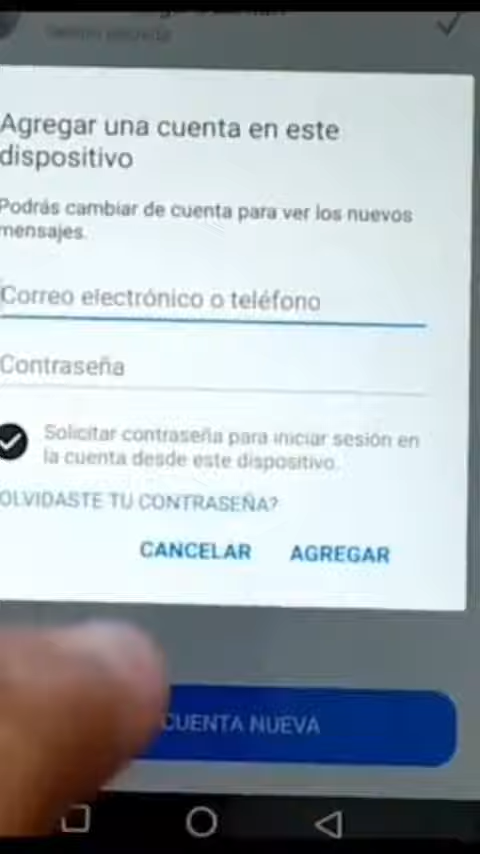 Agregar una cuenta en este
dispositivo
Podrás cambiar de cuenta para ver los nuevos
mensajes.
Correo electrónico o teléfono
Contraseña
Solicitar contraseña para iniciar sesión en
la cuenta desde este dispositivo.
OLVIDASTE TU CONTRASEÑA?
CANCELAR AGREGAR
CUENTA NUEVA